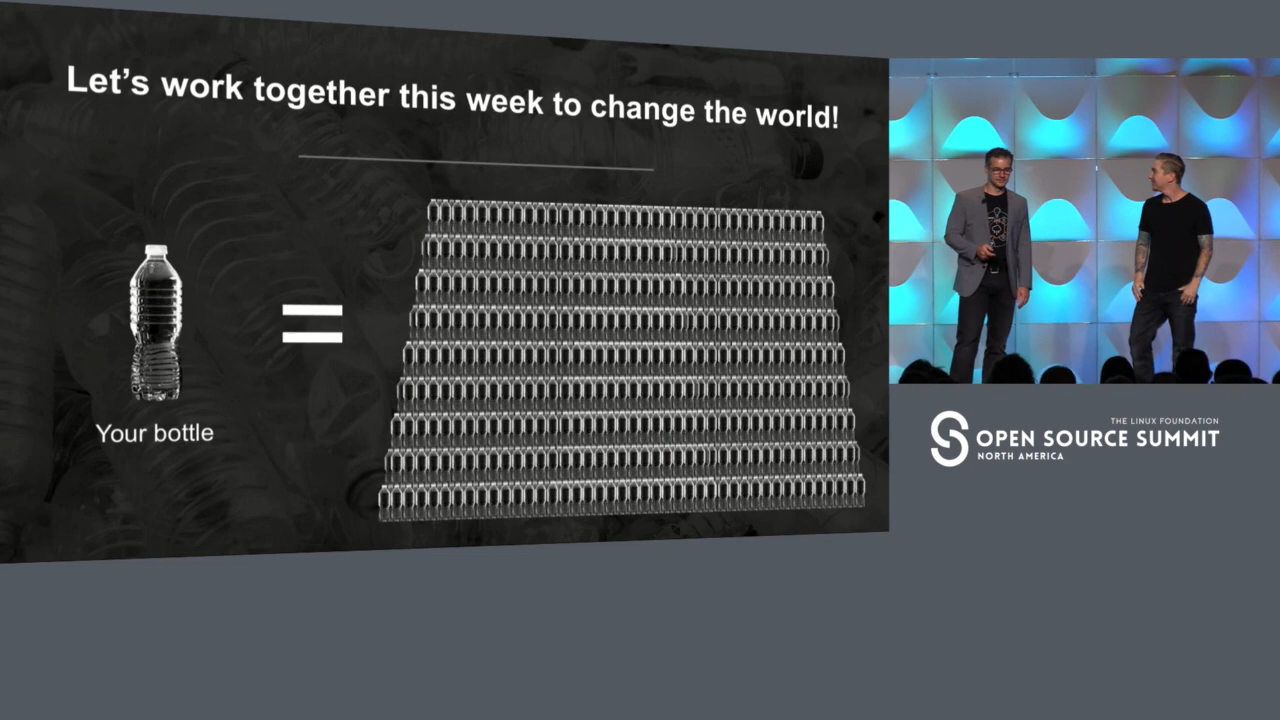 Let's work together this week to change the world!
Your bottle
THE LINUX FOUNDATION
OPEN SOURCE SUMMIT
NORTH AMERICA